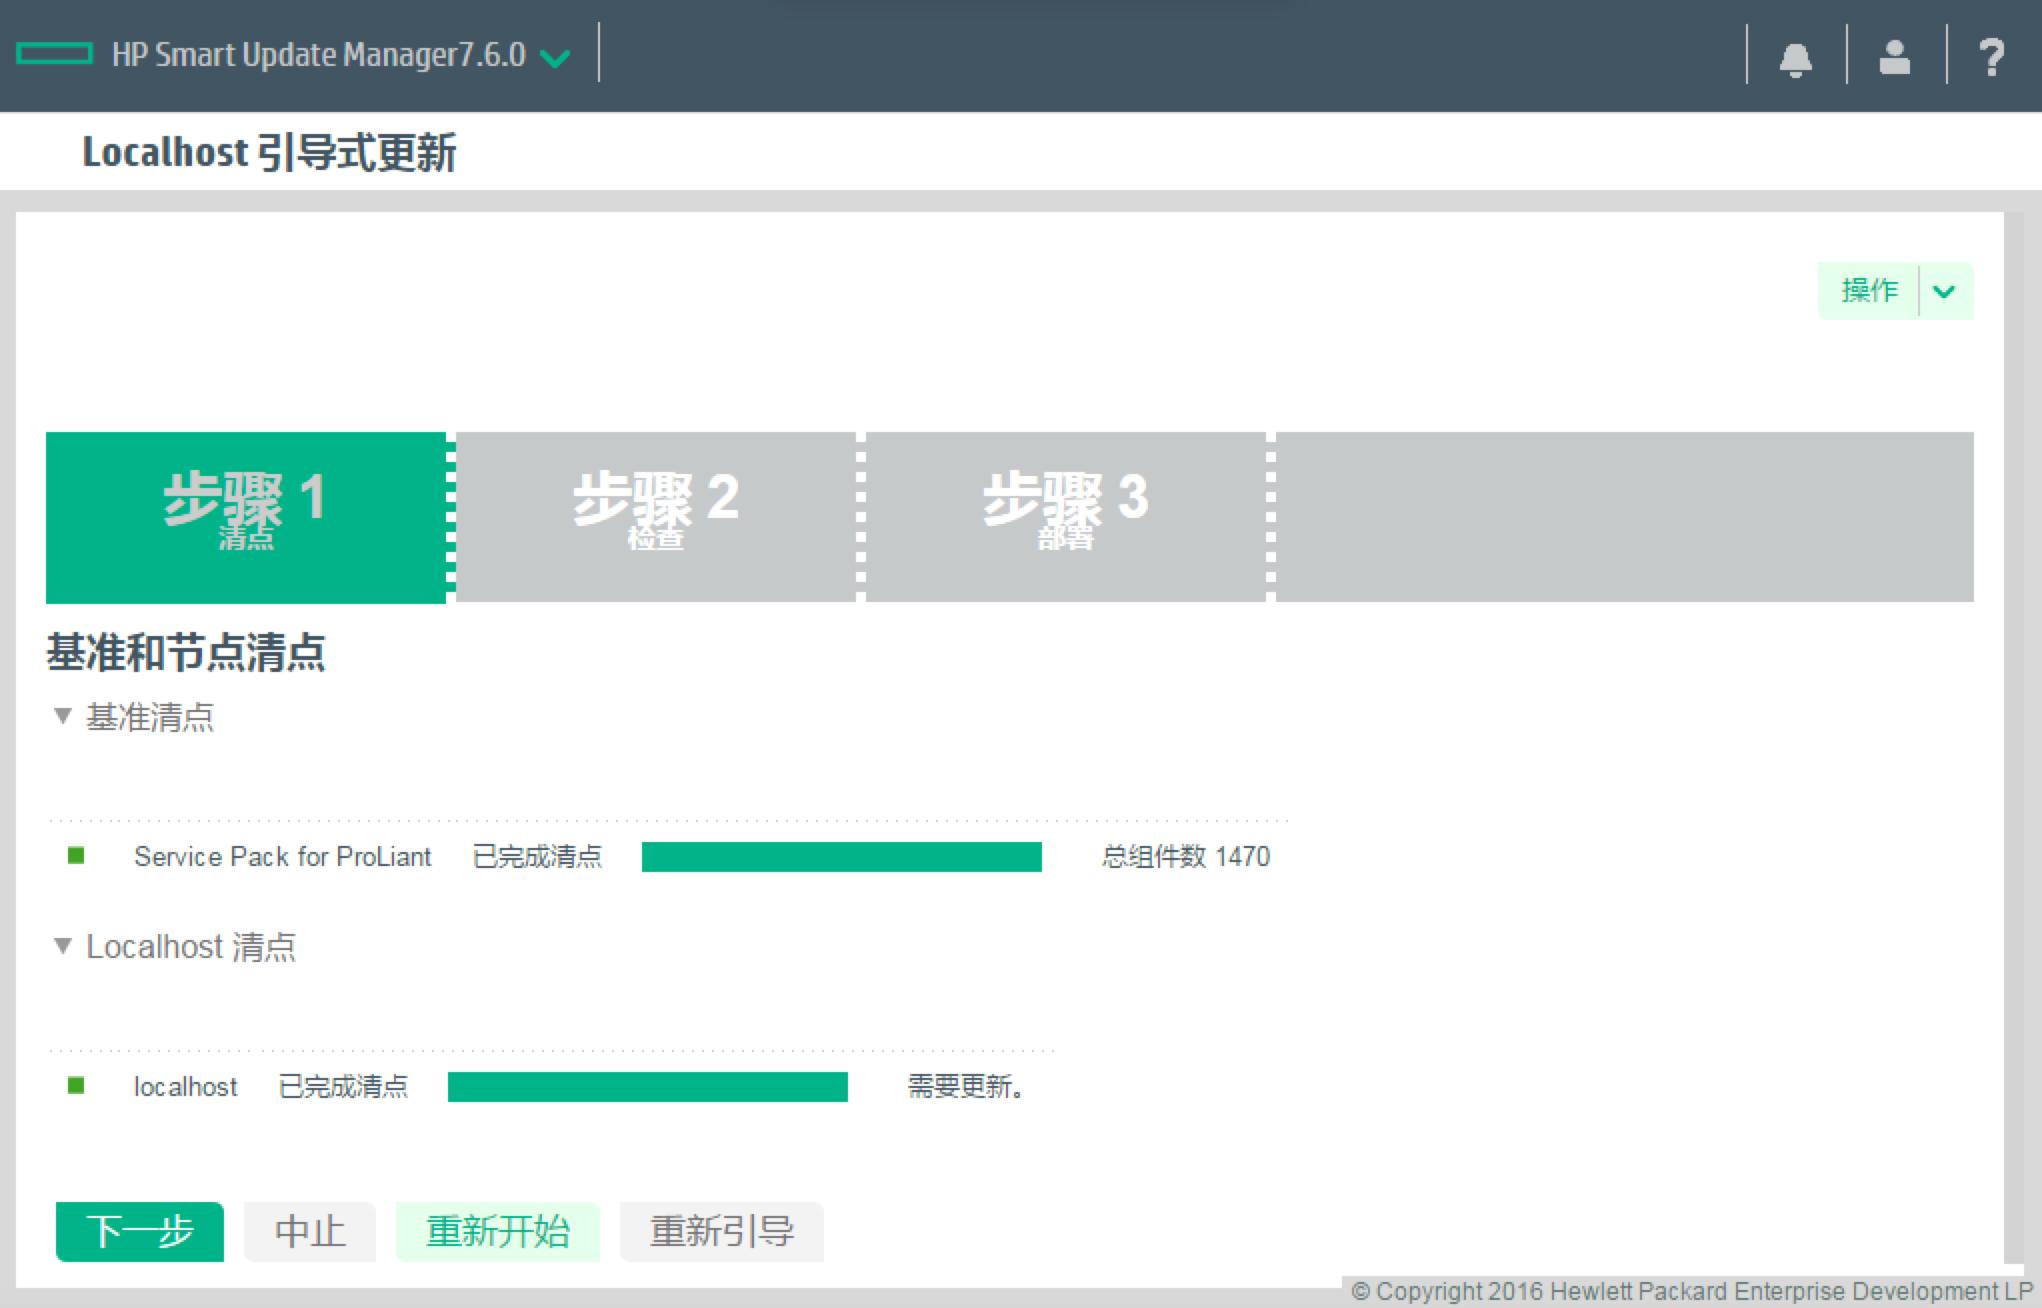 HP Smart Update Manager7.6.0
?
Localhost 引导式更新
操作
步骤 1
清点
步骤 2
检查
步骤 3
部署
基准和节点清点
基准清点
Service Pack for ProLiant 已完成清点 总组件数 1470
Localhost 清点
localhost 已完成清点 需要更新。
下一步 中止 重新开始 重新引导
© Copyright 2016 Hewlett Packard Enterprise Development LP